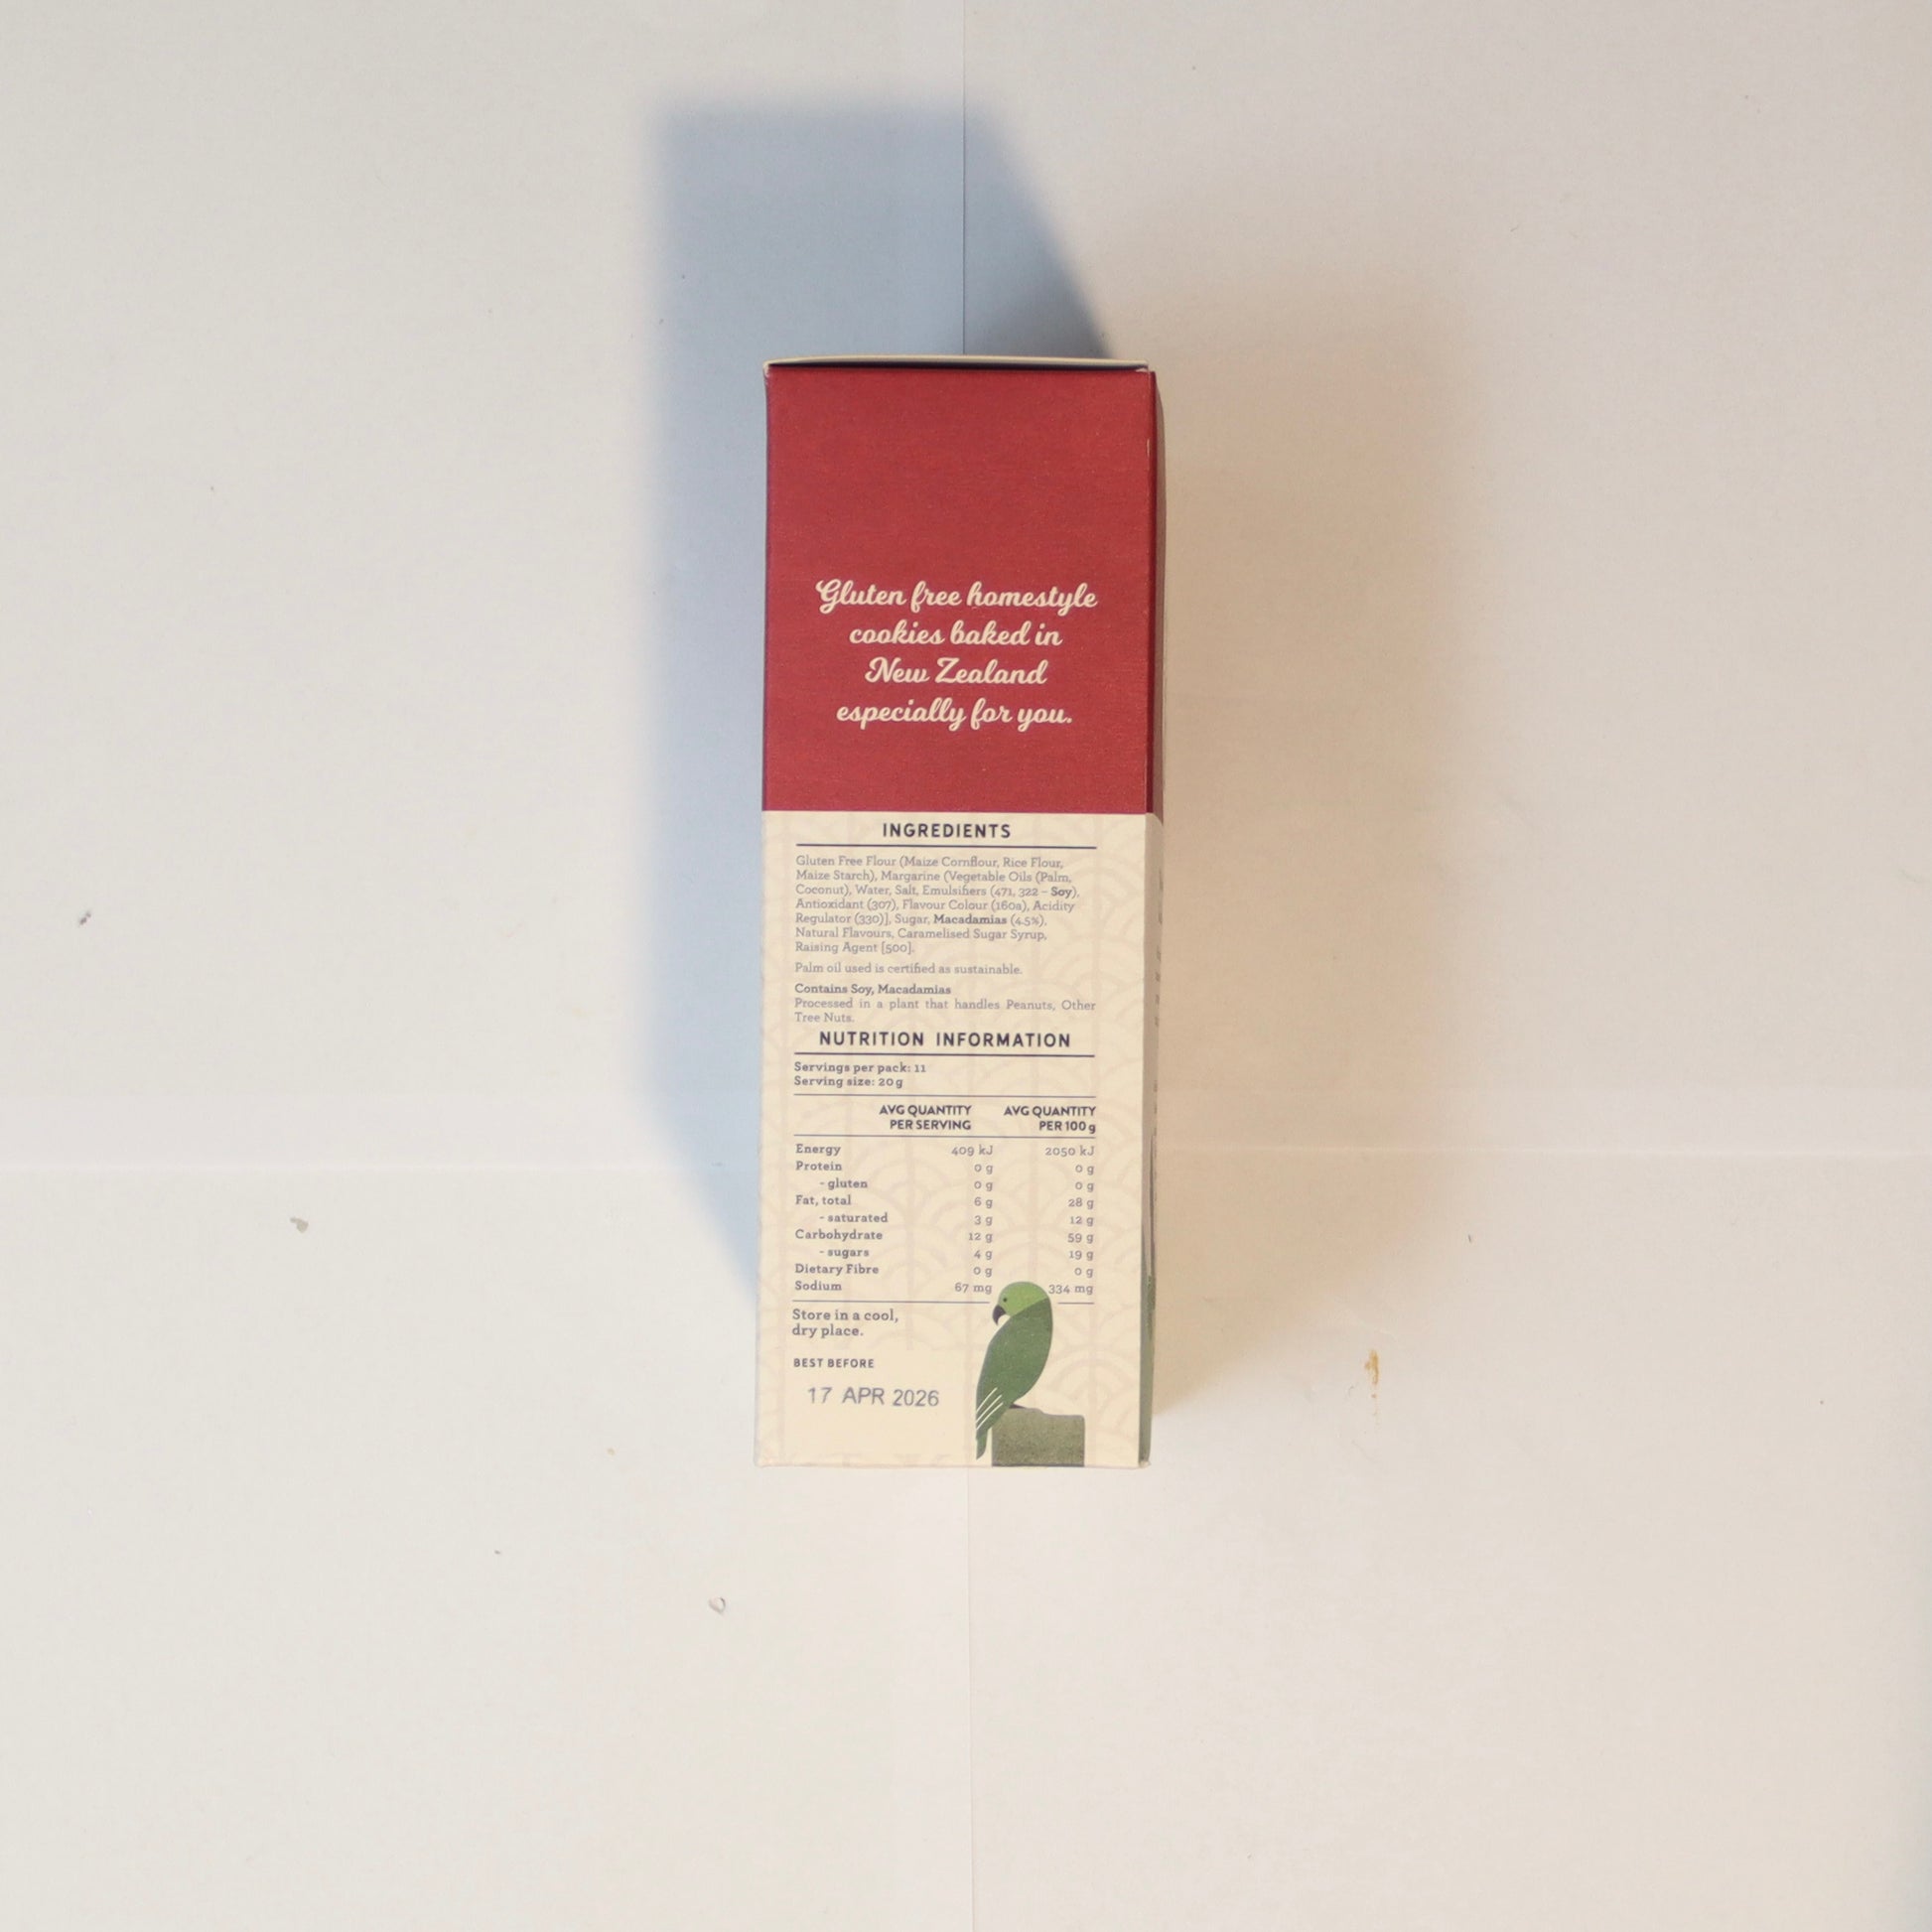 Gluten free homestyle
cookies baked in
New Zealand
especially for you.
INGREDIENTS
Gluten Free Flour (Maize Cornflour, Rice Flour,
Maize Starch), Margarine (Vegetable Oils (Palm,
Coconut), Water, Salt, Emulsifiers (471, 322 – Soy),
Antioxidant (307), Flavour Colour (160a), Acidity
Regulator (330)], Sugar, Macadamias (4.5%),
Natural Flavours, Caramelised Sugar Syrup,
Raising Agent [500].
Palm oil used is certified as sustainable.
Contains Soy, Macadamias
Processed in a plant that handles Peanuts, Other
Tree Nuts.
NUTRITION INFORMATION
Servings per pack: 11
Serving size: 20 g
AVG QUANTITY AVG QUANTITY
PER SERVING PER 100 g
Energy 409 kJ 2050 kJ
Protein 0 g 0 g
- gluten 0 g 0 g
Fat, total 6 g 28 g
- saturated 3 g 12 g
Carbohydrate 12 g 59 g
- sugars 4 g 19 g
Dietary Fibre 0 g 0 g
Sodium 67 mg 334 mg
Store in a cool,
dry place.
BEST BEFORE
17 APR 2026